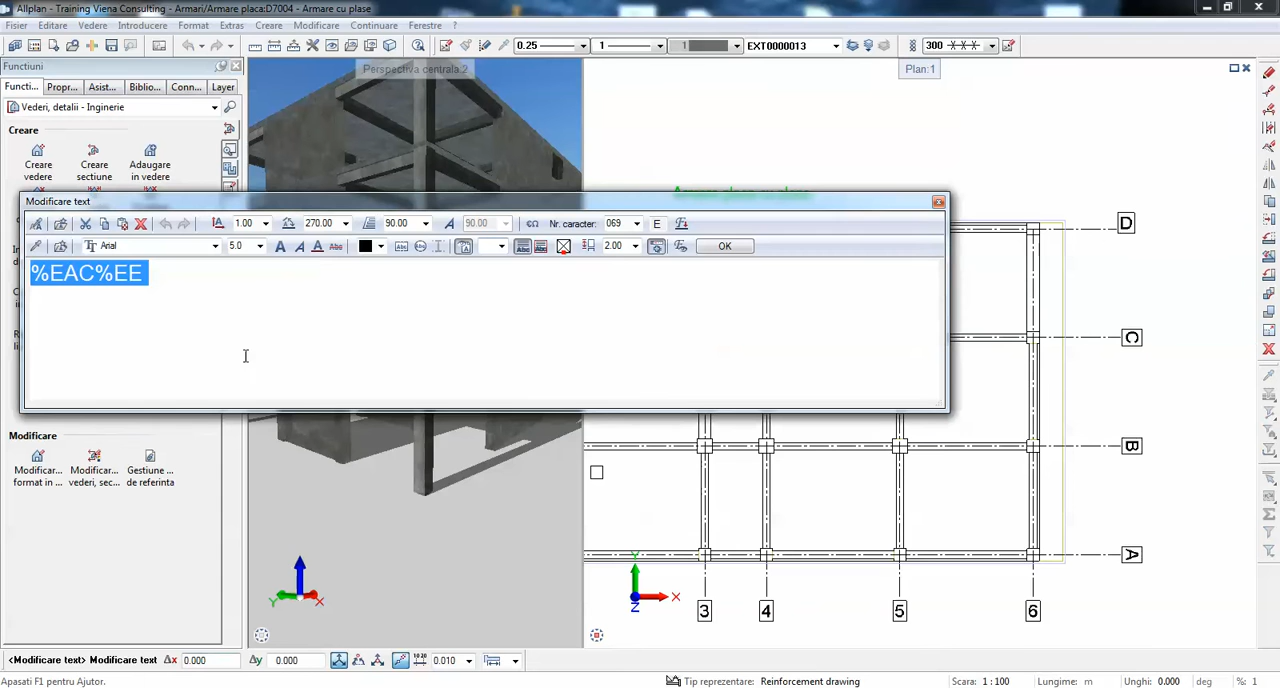 Allplan - Training Viena Consulting - Armari/Armare placa:D7004 - Armare cu plase
Fisier Editare Vedere Introducere Format Extras Creare Modificare Continuare Ferestre ?
0.25 1 1 EXT0000013 300
Functiuni
Functi... Propr... Asist... Biblio... Conn... Layer
Vederi, detalii - Inginerie
Creare
Creare vedere
Creare sectiune
Adaugare in vedere
Perspectiva centrala:2
Plan:1
Modificare text
1.00 270.00 90.00 90.00 Nr. caracter: 069 E
Arial 5.0 2.00 OK
%EAC%EE
Modificare
Modificar... format in ...
Modificar... vederi, sec...
Gestiune ... de referinta
D
C
B
A
3 4 5 6
Z Y X
Y Z X
<Modificare text> Modificare text Δx 0.000 Δy 0.000 0.010
Apasati F1 pentru Ajutor. Tip reprezentare: Reinforcement drawing Scara: 1 : 100 Lungime: m Unghi: 0.000 deg %: 1